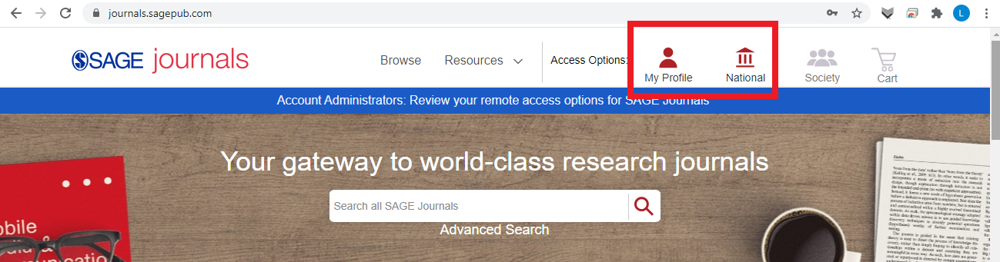 journals.sagepub.com
L
SAGE journals
Browse
Resources
Access Options:
My Profile
National
Society
Cart
Account Administrators: Review your remote access options for SAGE Journals
Your gateway to world-class research journals
Search all SAGE Journals
Advanced Search
obile
dia &
mmunication